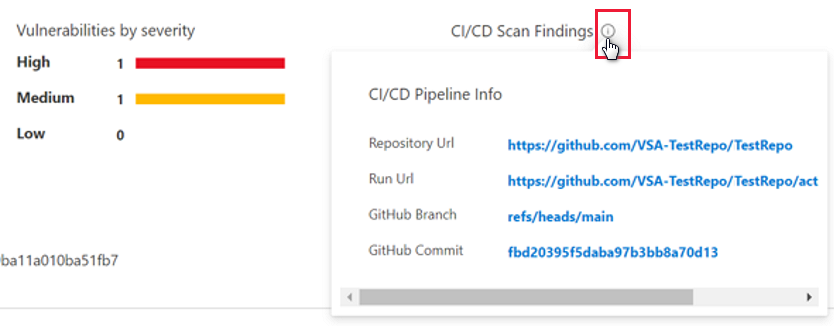 Vulnerabilities by severity
High 1
Medium 1
Low 0
CI/CD Scan Findings
CI/CD Pipeline Info
Repository Url https://github.com/VSA-TestRepo/TestRepo
Run Url https://github.com/VSA-TestRepo/TestRepo/act
GitHub Branch refs/heads/main
GitHub Commit fbd20395f5daba97b3bb8a70d13
ba11a010ba51fb7